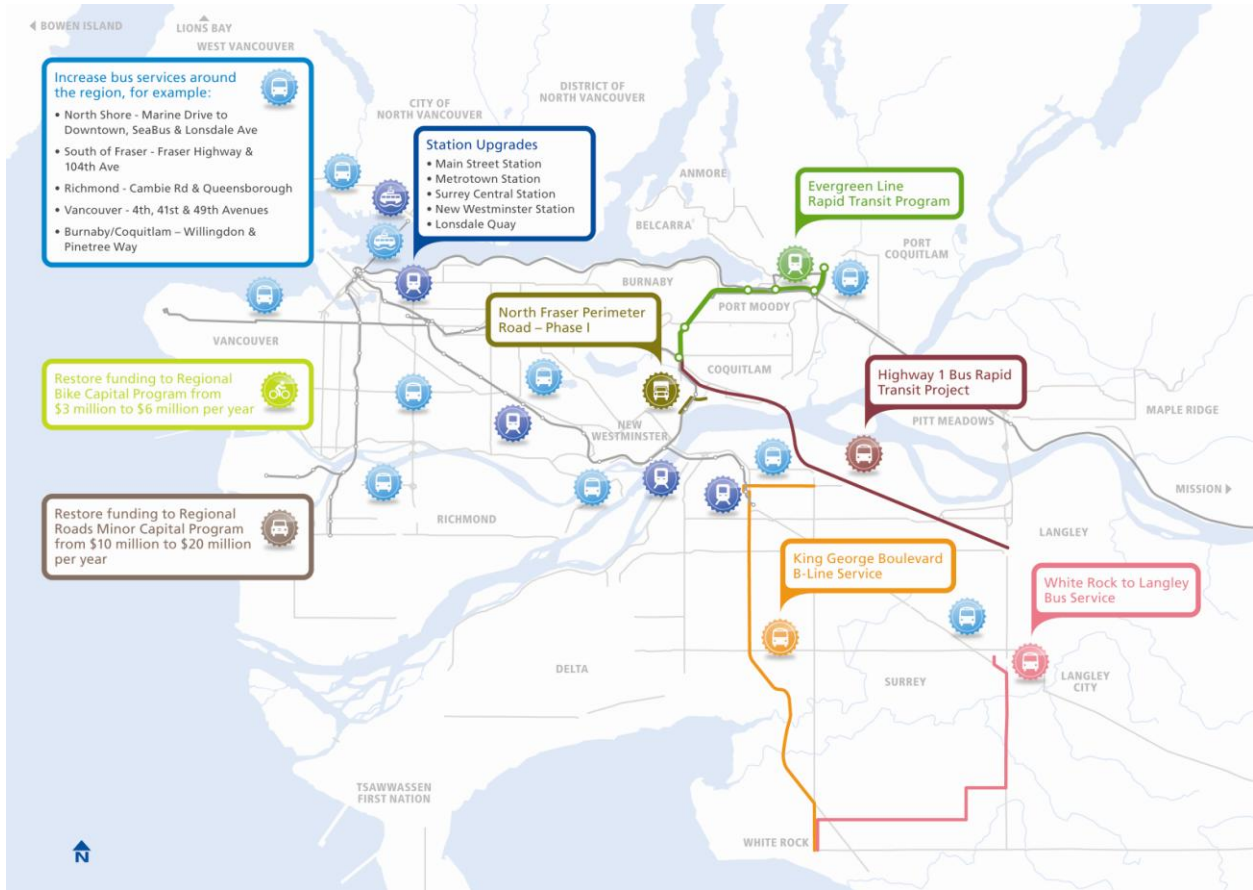 BOWEN ISLAND
LIONS BAY
WEST VANCOUVER
Increase bus services around
the region, for example:
• North Shore - Marine Drive to
Downtown, SeaBus & Lonsdale Ave
• South of Fraser - Fraser Highway &
104th Ave
• Richmond - Cambie Rd & Queensborough
• Vancouver - 4th, 41st & 49th Avenues
• Burnaby/Coquitlam – Willingdon &
Pinetree Way
CITY OF
NORTH VANCOUVER
DISTRICT OF
NORTH VANCOUVER
Station Upgrades
• Main Street Station
• Metrotown Station
• Surrey Central Station
• New Westminster Station
• Lonsdale Quay
ANMORE
BELCARRA
Evergreen Line
Rapid Transit Program
PORT
COQUITLAM
BURNABY
PORT MOODY
North Fraser Perimeter
Road – Phase I
VANCOUVER
COQUITLAM
Highway 1 Bus Rapid
Transit Project
Restore funding to Regional
Bike Capital Program from
$3 million to $6 million per year
NEW
WESTMINSTER
PITT MEADOWS
MAPLE RIDGE
MISSION
Restore funding to Regional
Roads Minor Capital Program
from $10 million to $20 million
per year
RICHMOND
LANGLEY
King George Boulevard
B-Line Service
White Rock to Langley
Bus Service
DELTA
SURREY
LANGLEY
CITY
TSAWWASSEN
FIRST NATION
WHITE ROCK
N